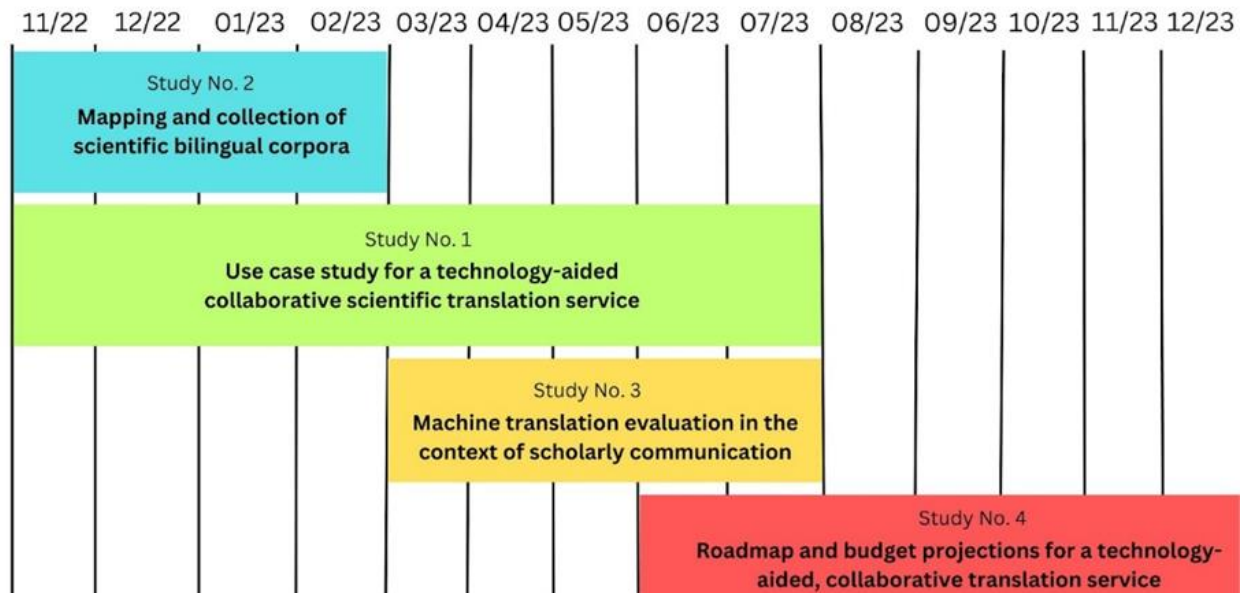 11/22 12/22 01/23 02/23 03/23 04/23 05/23 06/23 07/23 08/23 09/23 10/23 11/23 12/23
Study No. 2
Mapping and collection of
scientific bilingual corpora
Study No. 1
Use case study for a technology-aided
collaborative scientific translation service
Study No. 3
Machine translation evaluation in the
context of scholarly communication
Study No. 4
Roadmap and budget projections for a technology-
aided, collaborative translation service